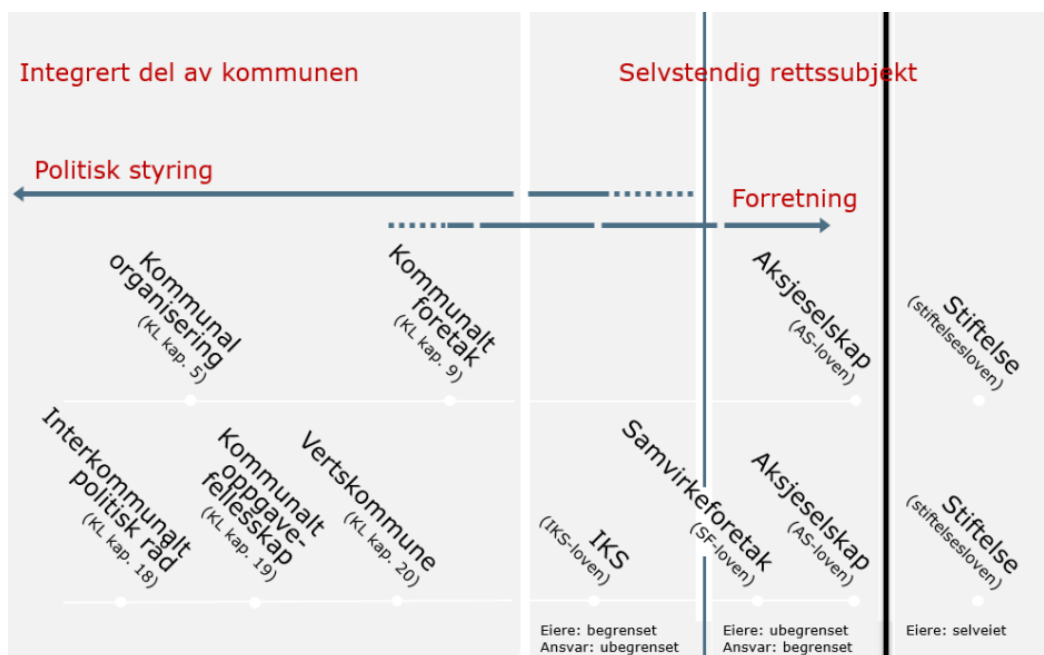 Integrert del av kommunen
Selvstendig rettssubjekt
Politisk styring
Forretning
Kommunal
organisering
(KL kap. 5)
Kommunalt
foretak
(KL kap. 9)
Aksjeselskap
(AS-loven)
Stiftelse
(stiftelsesloven)
Interkommunalt
politisk råd
(KL kap. 18)
Kommunalt
oppgave-
fellesskap
(KL kap. 19)
Vertskommune
(KL kap. 20)
IKS
(IKS-loven)
Samvirkeforetak
(SF-loven)
Aksjeselskap
(AS-loven)
Stiftelse
(stiftelsesloven)
Eiere: begrenset
Ansvar: ubegrenset
Eiere: ubegrenset
Ansvar: begrenset
Eiere: selveiet